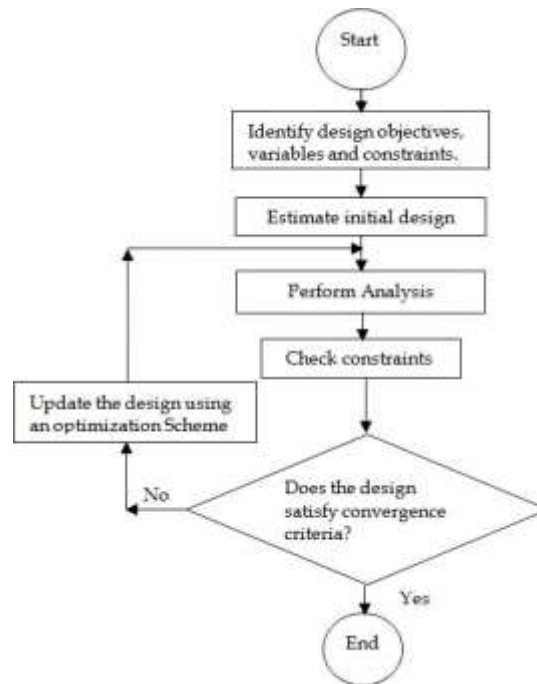 Start
Identify design objectives,
variables and constraints.
Estimate initial design
Perform Analysis
Check constraints
Update the design using
an optimization Scheme
No
Does the design
satisfy convergence
criteria?
Yes
End